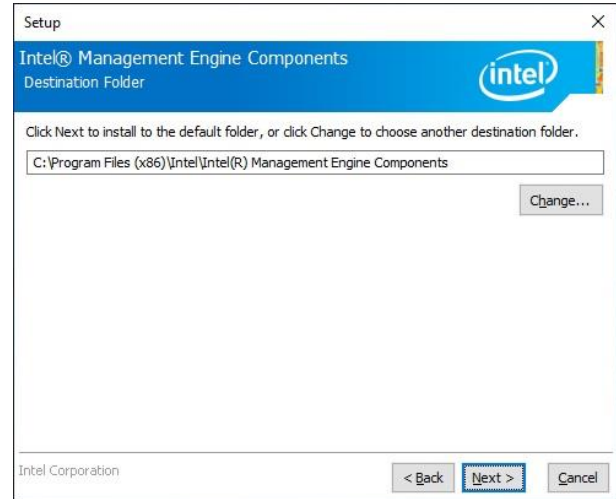 Setup
Intel® Management Engine Components
Destination Folder
intel
Click Next to install to the default folder, or click Change to choose another destination folder.
C:\Program Files (x86)\Intel\Intel(R) Management Engine Components
Change...
Intel Corporation
< Back
Next >
Cancel